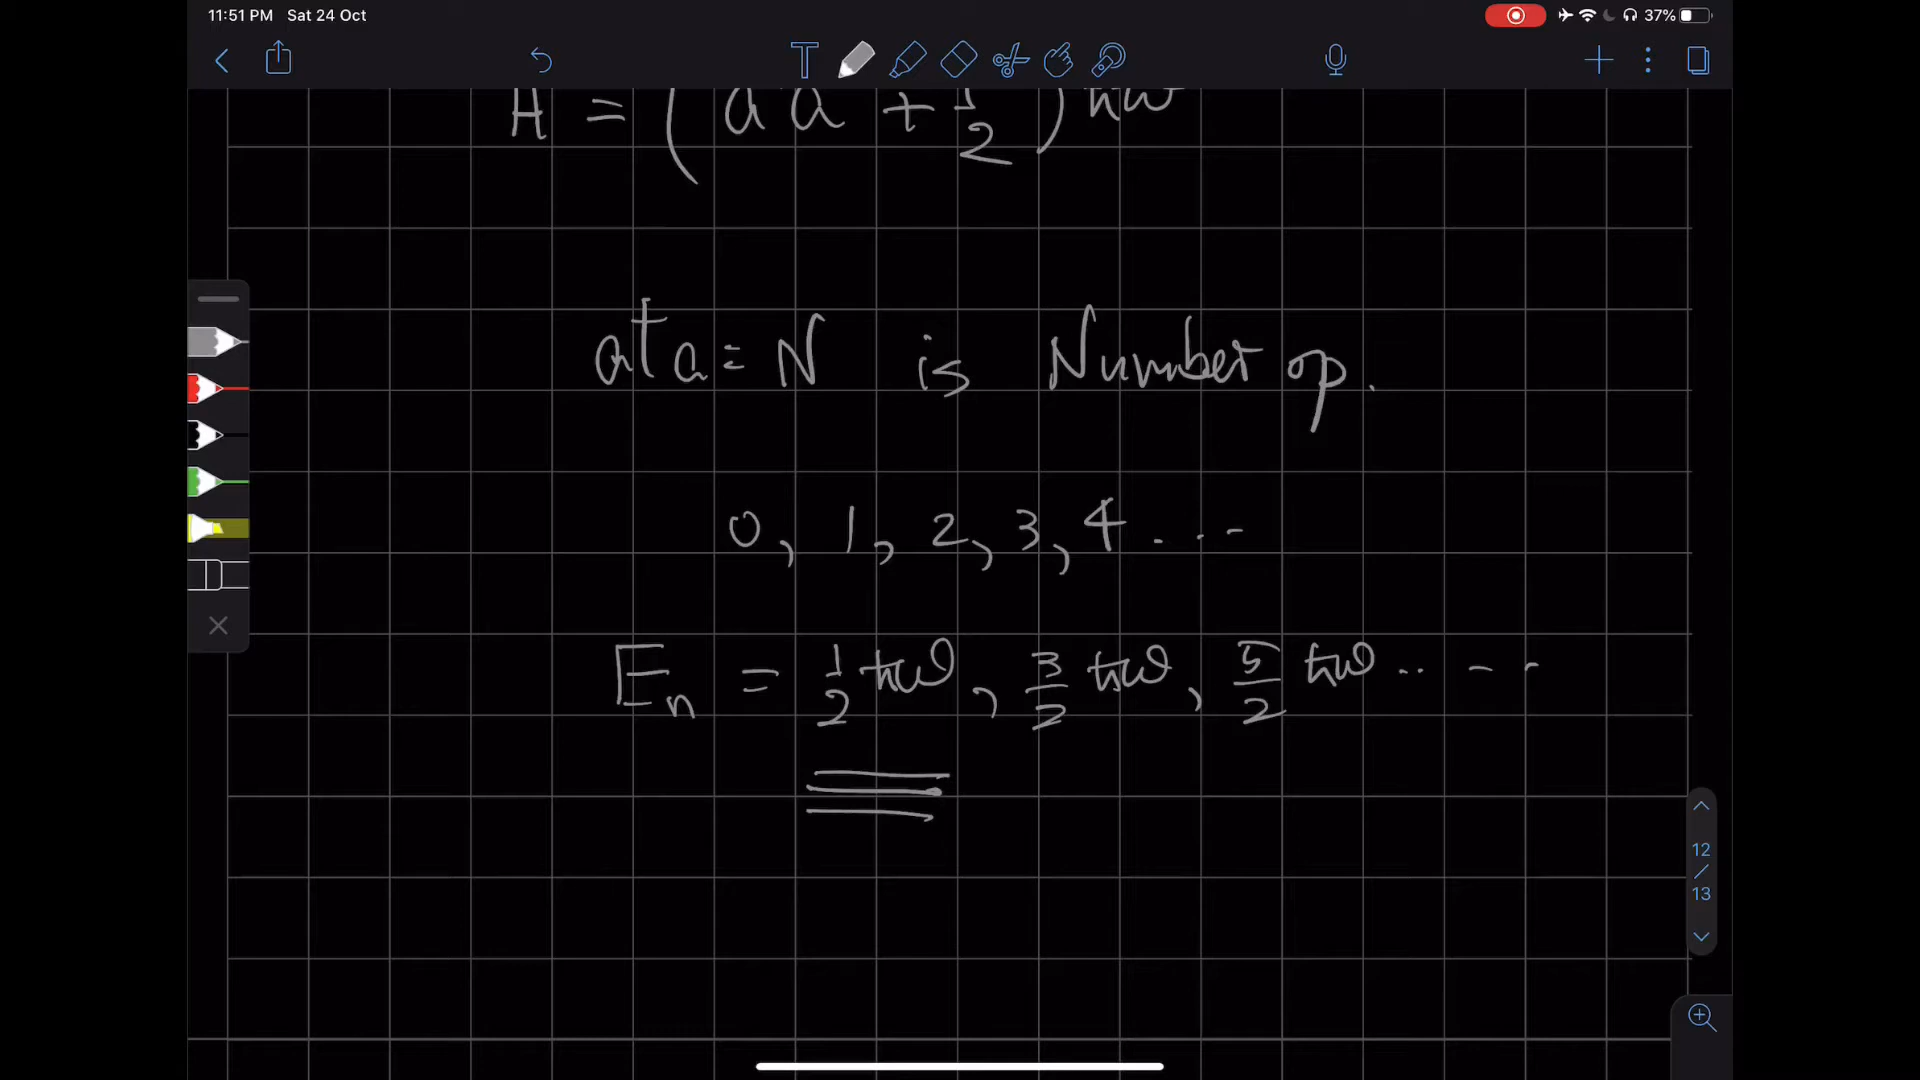 11:51 PM Sat 24 Oct
37%
H = (a†a + 1/2) ħω
a†a = N is Number op.
0, 1, 2, 3, 4 . . . -
En = 1/2 ħω, 3/2 ħω, 5/2 ħω .. - - .
12
/
13